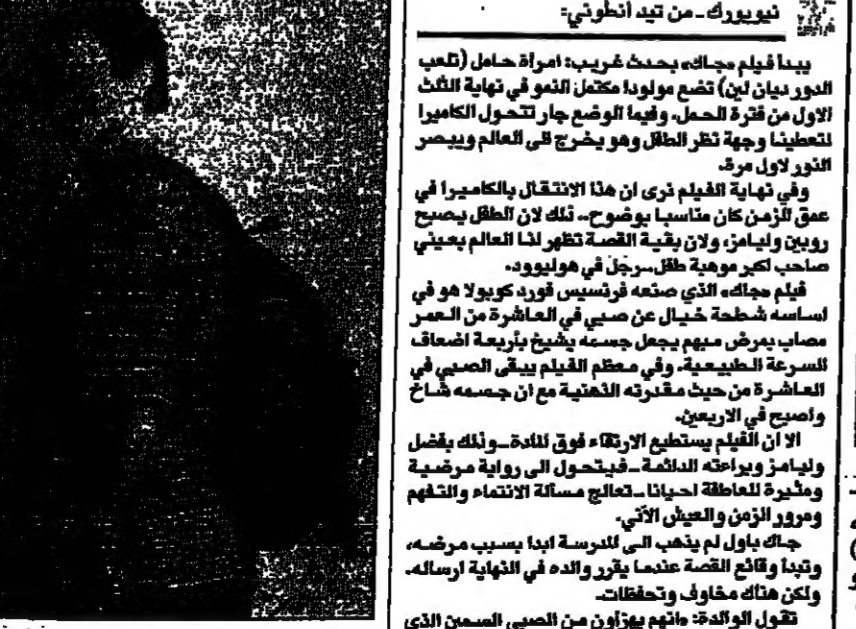 نيويورك ـ من تيد أنطوني:
يبدأ فيلم «جاك» بحدث غريب: امرأة حامل (تلعب
الدور ديان لين) تضع مولودا مكتمل النمو في نهاية الثلث
الاول من فترة الحمل. وفيما الوضع جار تتحول الكاميرا
لتعطينا وجهة نظر الطفل وهو يخرج الى العالم ويبصر
النور لاول مرة.
وفي نهاية الفيلم نرى ان هذا الانتقال بالكاميرا في
عمق الزمن كان مناسبا بوضوح.. ذلك لان الطفل يصبح
روبين وليامز، ولان بقية القصة تظهر لنا العالم بعيني
صاحب اكبر موهبة طفل ـ رجل في هوليوود.
فيلم «جاك» الذي صنعه فرنسيس فورد كوبولا هو في
اساسه شطحة خيال عن صبي في العاشرة من العمر
مصاب بمرض مبهم يجعل جسمه يشيخ بأربعة اضعاف
السرعة الطبيعية. وفي معظم الفيلم يبقى الصبي في
العاشرة من حيث مقدرته الذهنية مع ان جسمه شاخ
واصبح في الاربعين.
الا ان الفيلم يستطيع الارتقاء فوق المادة ـ وذلك بفضل
وليامز وبراعته الدائمة ـ فيتحول الى رواية مرضية
ومثيرة للعاطفة احيانا ـ تعالج مسألة الانتماء والتفهم
ومرور الزمن والعيش الآني.
جاك باول لم يذهب الى المدرسة ابدا بسبب مرضه،
وتبدأ وقائع القصة عندما يقرر والده في النهاية ارساله.
ولكن هناك مخاوف وتحفظات.
تقول الوالدة: «انهم يهزأون من الصبي السمين الذي